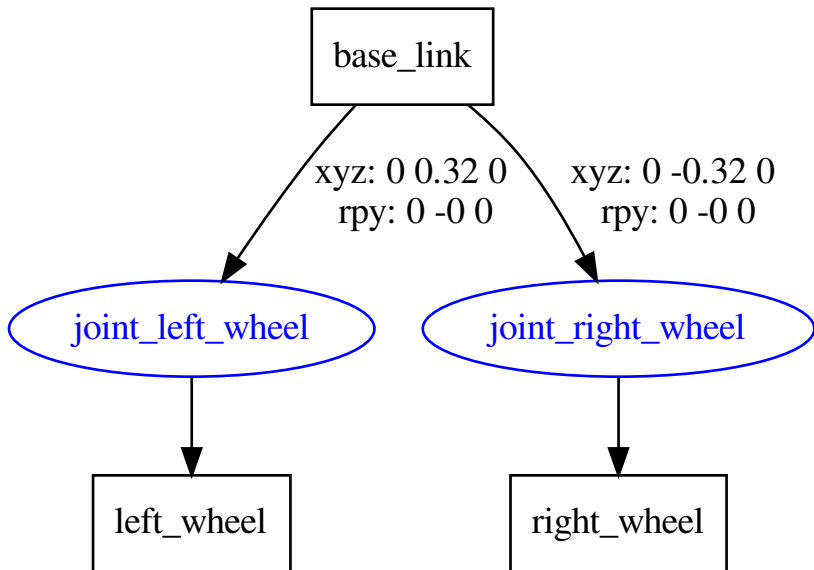 base_link
xyz: 0 0.32 0
rpy: 0 -0 0
xyz: 0 -0.32 0
rpy: 0 -0 0
joint_left_wheel
joint_right_wheel
left_wheel
right_wheel